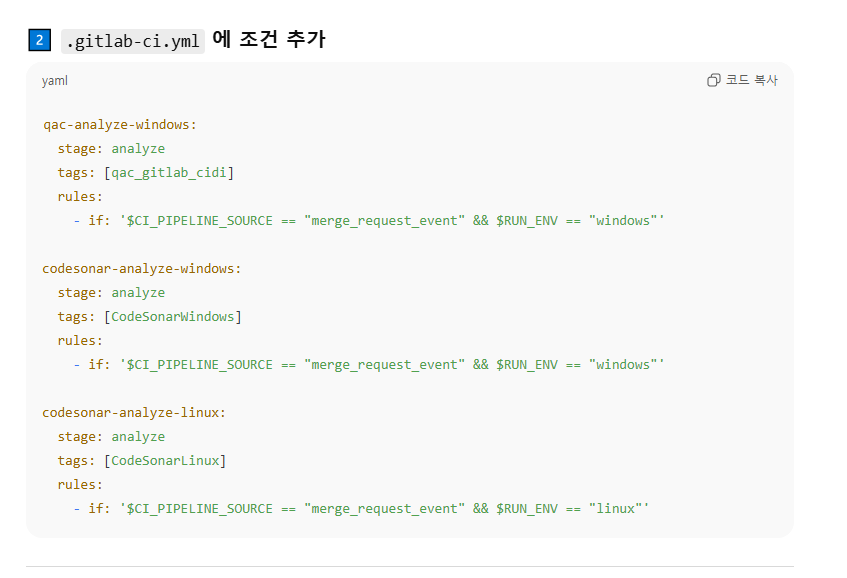 2 .gitlab-ci.yml 에 조건 추가
yaml
코드 복사
qac-analyze-windows:
  stage: analyze
  tags: [qac_gitlab_cidi]
  rules:
    - if: '$CI_PIPELINE_SOURCE == "merge_request_event" && $RUN_ENV == "windows"'
codesonar-analyze-windows:
  stage: analyze
  tags: [CodeSonarWindows]
  rules:
    - if: '$CI_PIPELINE_SOURCE == "merge_request_event" && $RUN_ENV == "windows"'
codesonar-analyze-linux:
  stage: analyze
  tags: [CodeSonarLinux]
  rules:
    - if: '$CI_PIPELINE_SOURCE == "merge_request_event" && $RUN_ENV == "linux"'